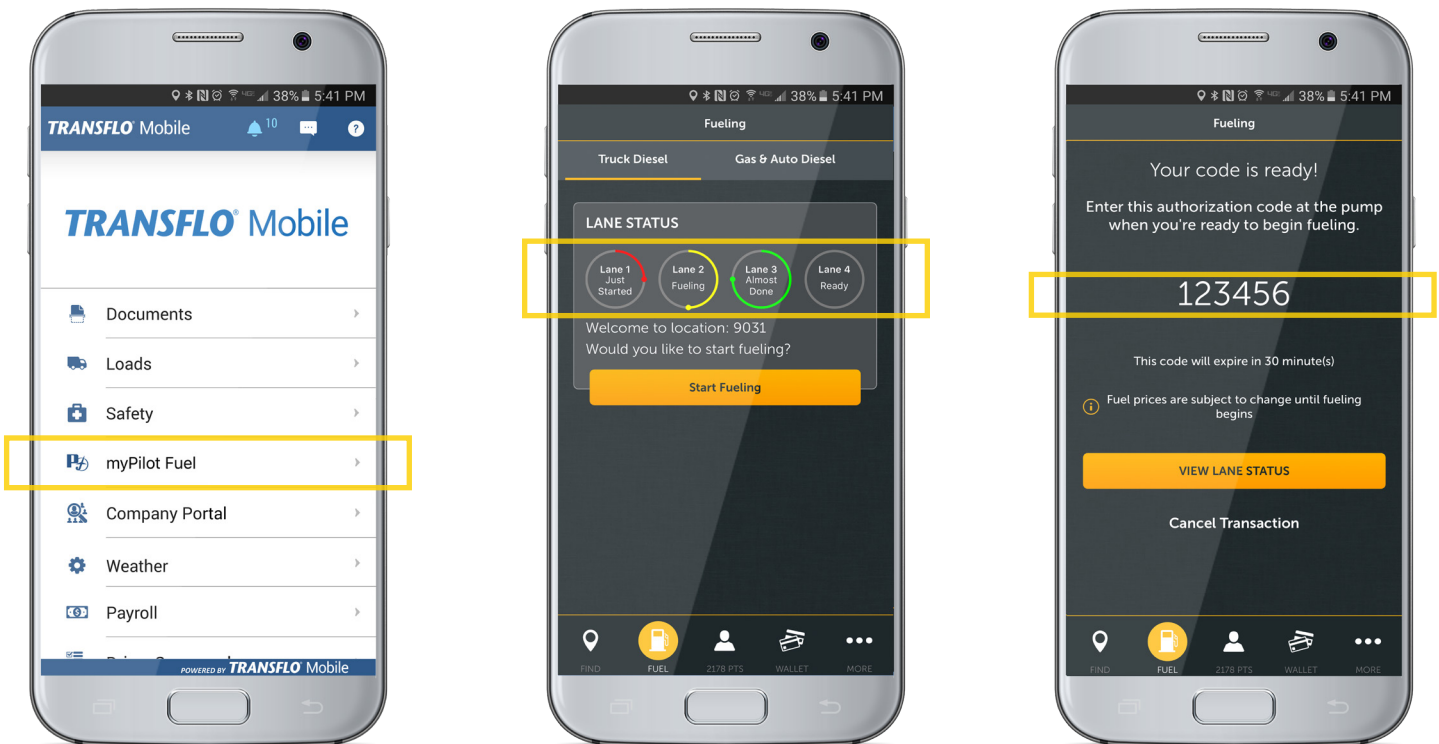 38% 5:41 PM
TRANSFLO® Mobile 10
TRANSFLO® Mobile
Documents
Loads
Safety
myPilot Fuel
Company Portal
Weather
Payroll
POWERED BY TRANSFLO® Mobile
4G 38% 5:41 PM
Fueling
Truck Diesel Gas & Auto Diesel
LANE STATUS
Lane 1
Just
Started
Lane 2
Fueling
Lane 3
Almost
Done
Lane 4
Ready
Welcome to location: 9031
Would you like to start fueling?
Start Fueling
FIND FUEL 2178 PTS WALLET MORE
38% 5:41 PM
Fueling
Your code is ready!
Enter this authorization code at the pump
when you're ready to begin fueling.
123456
This code will expire in 30 minute(s)
Fuel prices are subject to change until fueling
begins
VIEW LANE STATUS
Cancel Transaction
FIND FUEL 2178 PTS WALLET MORE